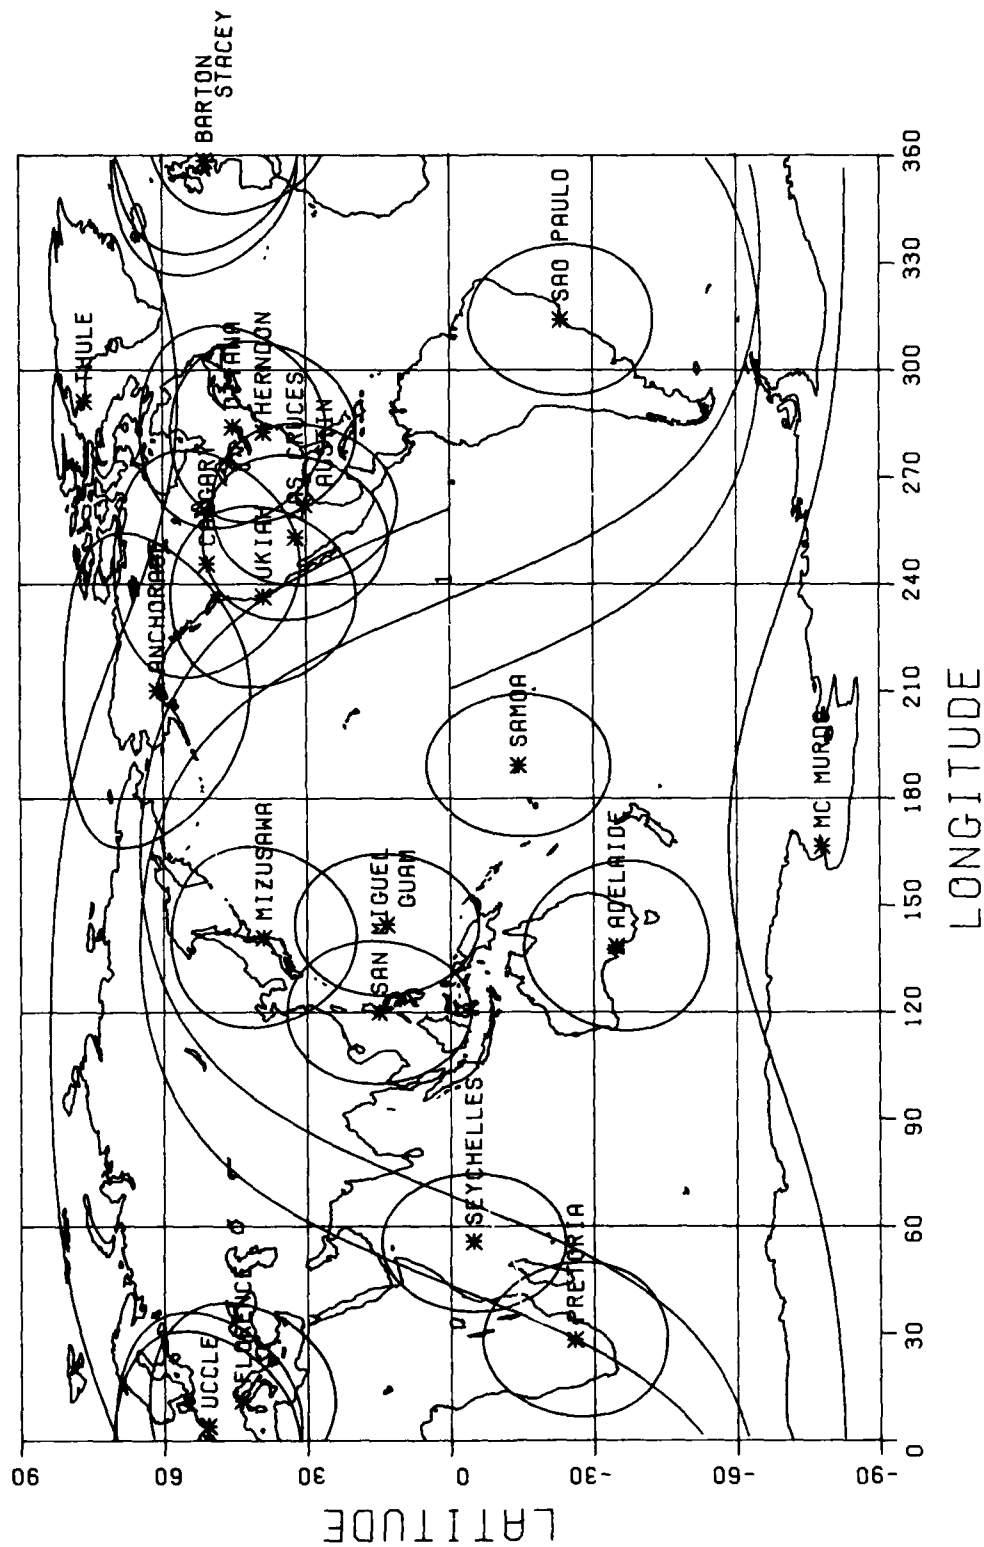 BARTON
STACEY
THULE
ANCHORAGE
CALGARY
OTTAWA
HERNDON
UKIAH
LAS CRUCES
AUSTIN
UCCLE
FLORENCE
MIZUSAWA
SAN MIGUEL
GUAM
SEYCHELLES
SAMOA
SAO PAULO
PRETORIA
ADELAIDE
MC MURDO
90
60
30
0
-30
-60
-90
LATITUDE
0
30
60
90
120
150
180
210
240
270
300
330
360
LONGITUDE